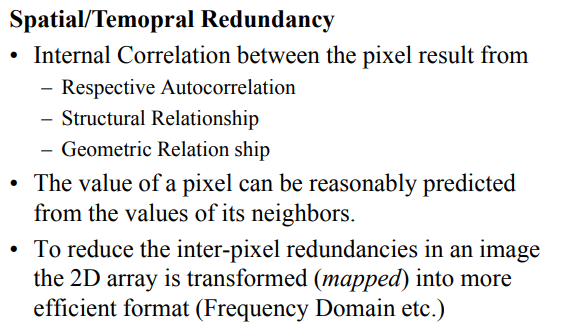 Spatial/Temopral Redundancy
• Internal Correlation between the pixel result from
– Respective Autocorrelation
– Structural Relationship
– Geometric Relation ship
• The value of a pixel can be reasonably predicted
from the values of its neighbors.
• To reduce the inter-pixel redundancies in an image
the 2D array is transformed (mapped) into more
efficient format (Frequency Domain etc.)